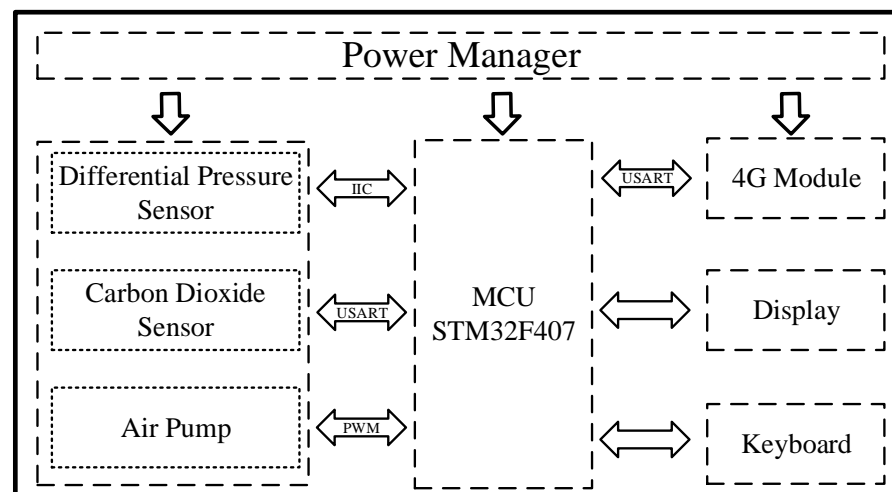 Power Manager
Differential Pressure
Sensor
IIC
Carbon Dioxide
Sensor
USART
Air Pump
PWM
MCU
STM32F407
USART
4G Module
Display
Keyboard